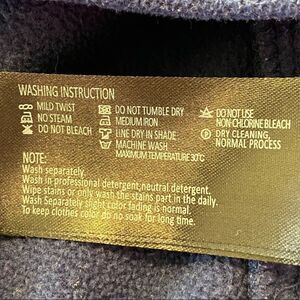 WASHING INSTRUCTION
MILD TWIST
NO STEAM
DO NOT BLEACH
DO NOT TUMBLE DRY
MEDIUM IRON
LINE DRY IN SHADE
MACHINE WASH
MAXIMUM TEMPERATURE 30°C
DO NOT USE
NON-CHLORINE BLEACH
DRY CLEANING,
NORMAL PROCESS
NOTE:
Wash separately.
Wash in professional detergent,neutral detergent.
Wipe stains or only wash the stains part in the daily.
Wash Separately slight color fading is normal.
To keep clothes color do no soak for long time.